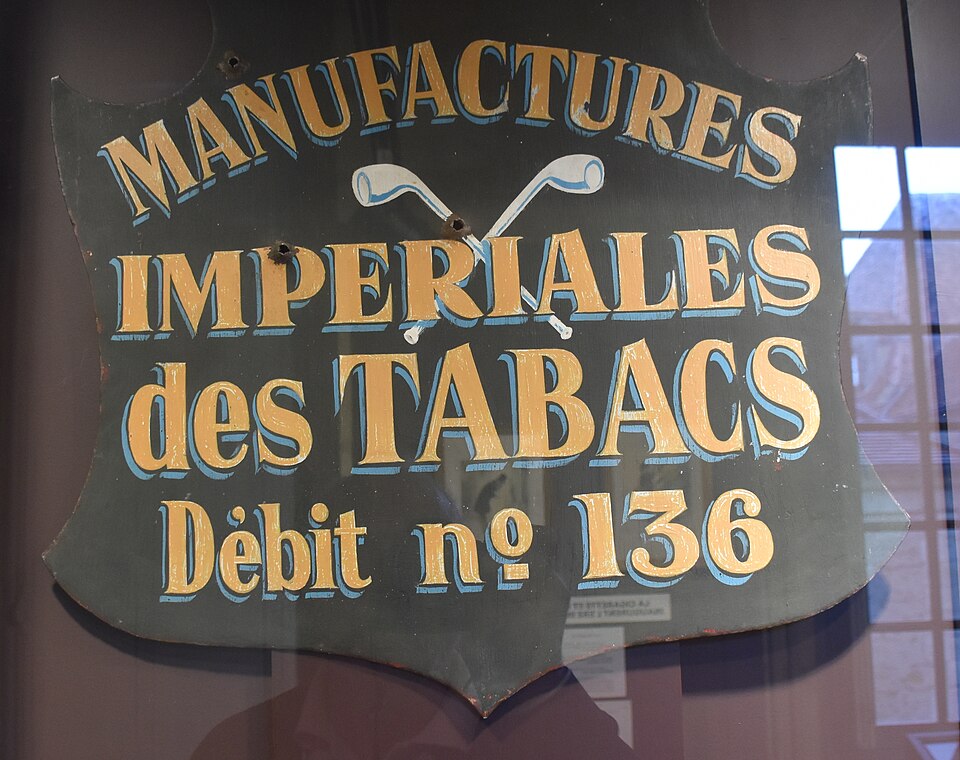 MANUFACTURES
IMPERIALES
des TABACS
Débit nº 136